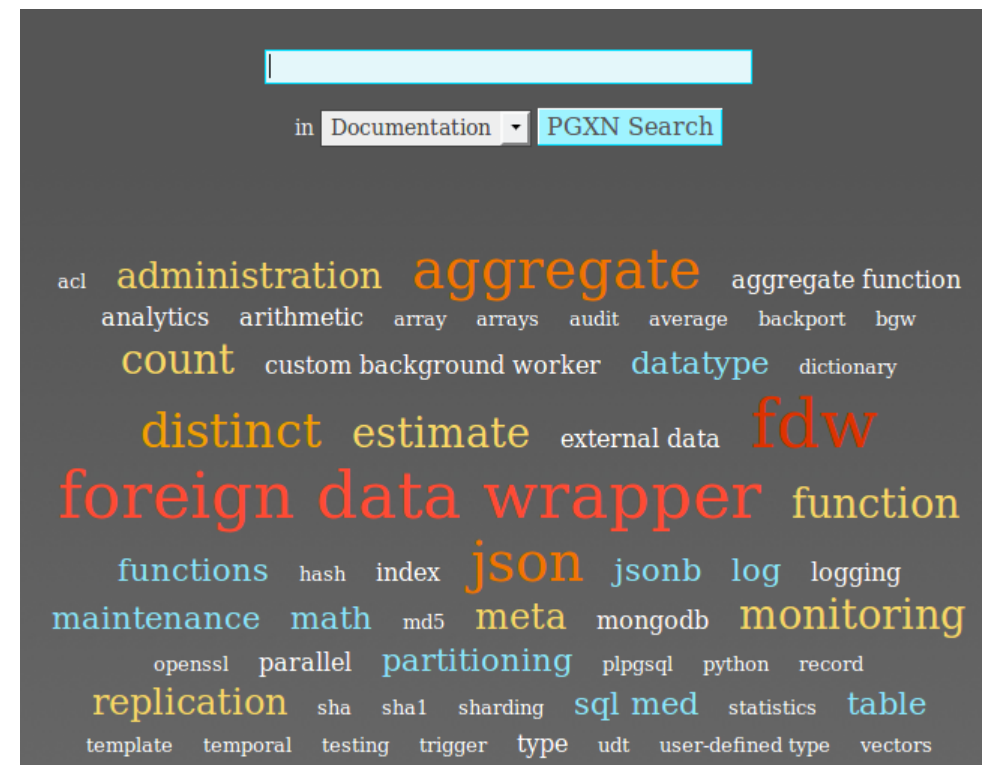 in Documentation PGXN Search
acl administration aggregate aggregate function
analytics arithmetic array arrays audit average backport bgw
count custom background worker datatype dictionary
distinct estimate external data fdw
foreign data wrapper function
functions hash index json jsonb log logging
maintenance math md5 meta mongodb monitoring
openssl parallel partitioning plpgsql python record
replication sha sha1 sharding sql med statistics table
template temporal testing trigger type udt user-defined type vectors